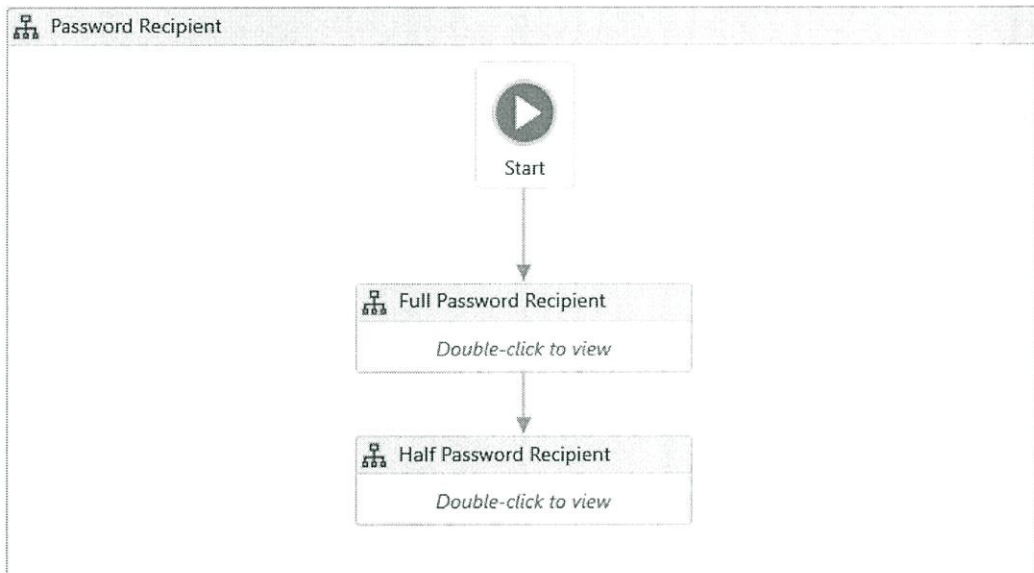 Password Recipient
Start
Full Password Recipient
Double-click to view
Half Password Recipient
Double-click to view